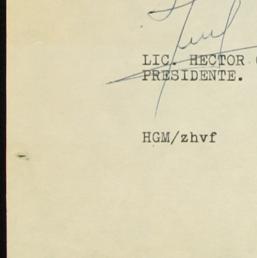 LIC. HECTOR
PRESIDENTE.
HGM/zhvf